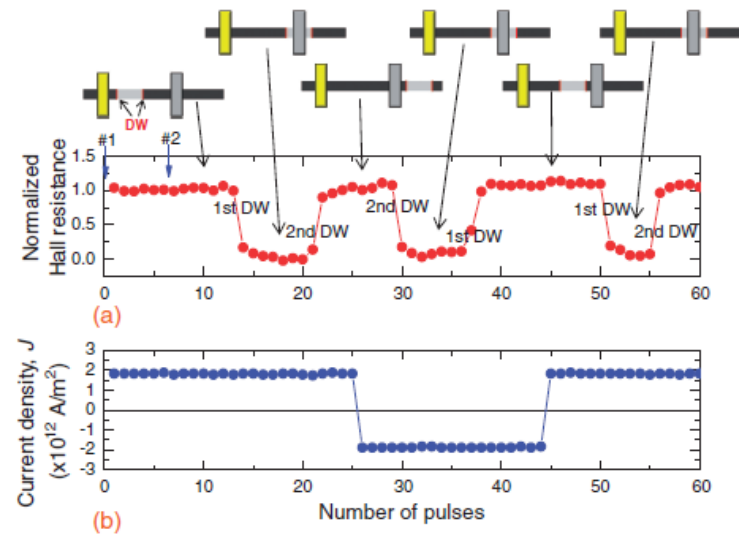 DW
#1 #2
Normalized
Hall resistance
1.5
1.0
0.5
0.0
1st DW
2nd DW
2nd DW
1st DW
1st DW
2nd DW
0 10 20 30 40 50 60
(a)
Current density, J
(x10¹² A/m²)
3
2
1
0
-1
-2
-3
0 10 20 30 40 50 60
Number of pulses
(b)